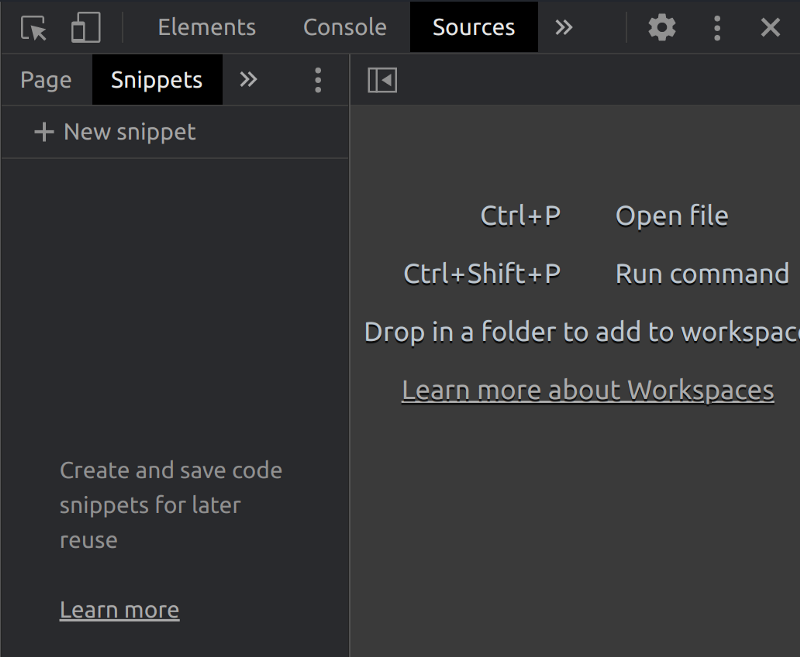 Elements Console Sources
Page Snippets
New snippet
Ctrl+P Open file
Ctrl+Shift+P Run command
Drop in a folder to add to workspac
Learn more about Workspaces
Create and save code
snippets for later
reuse
Learn more